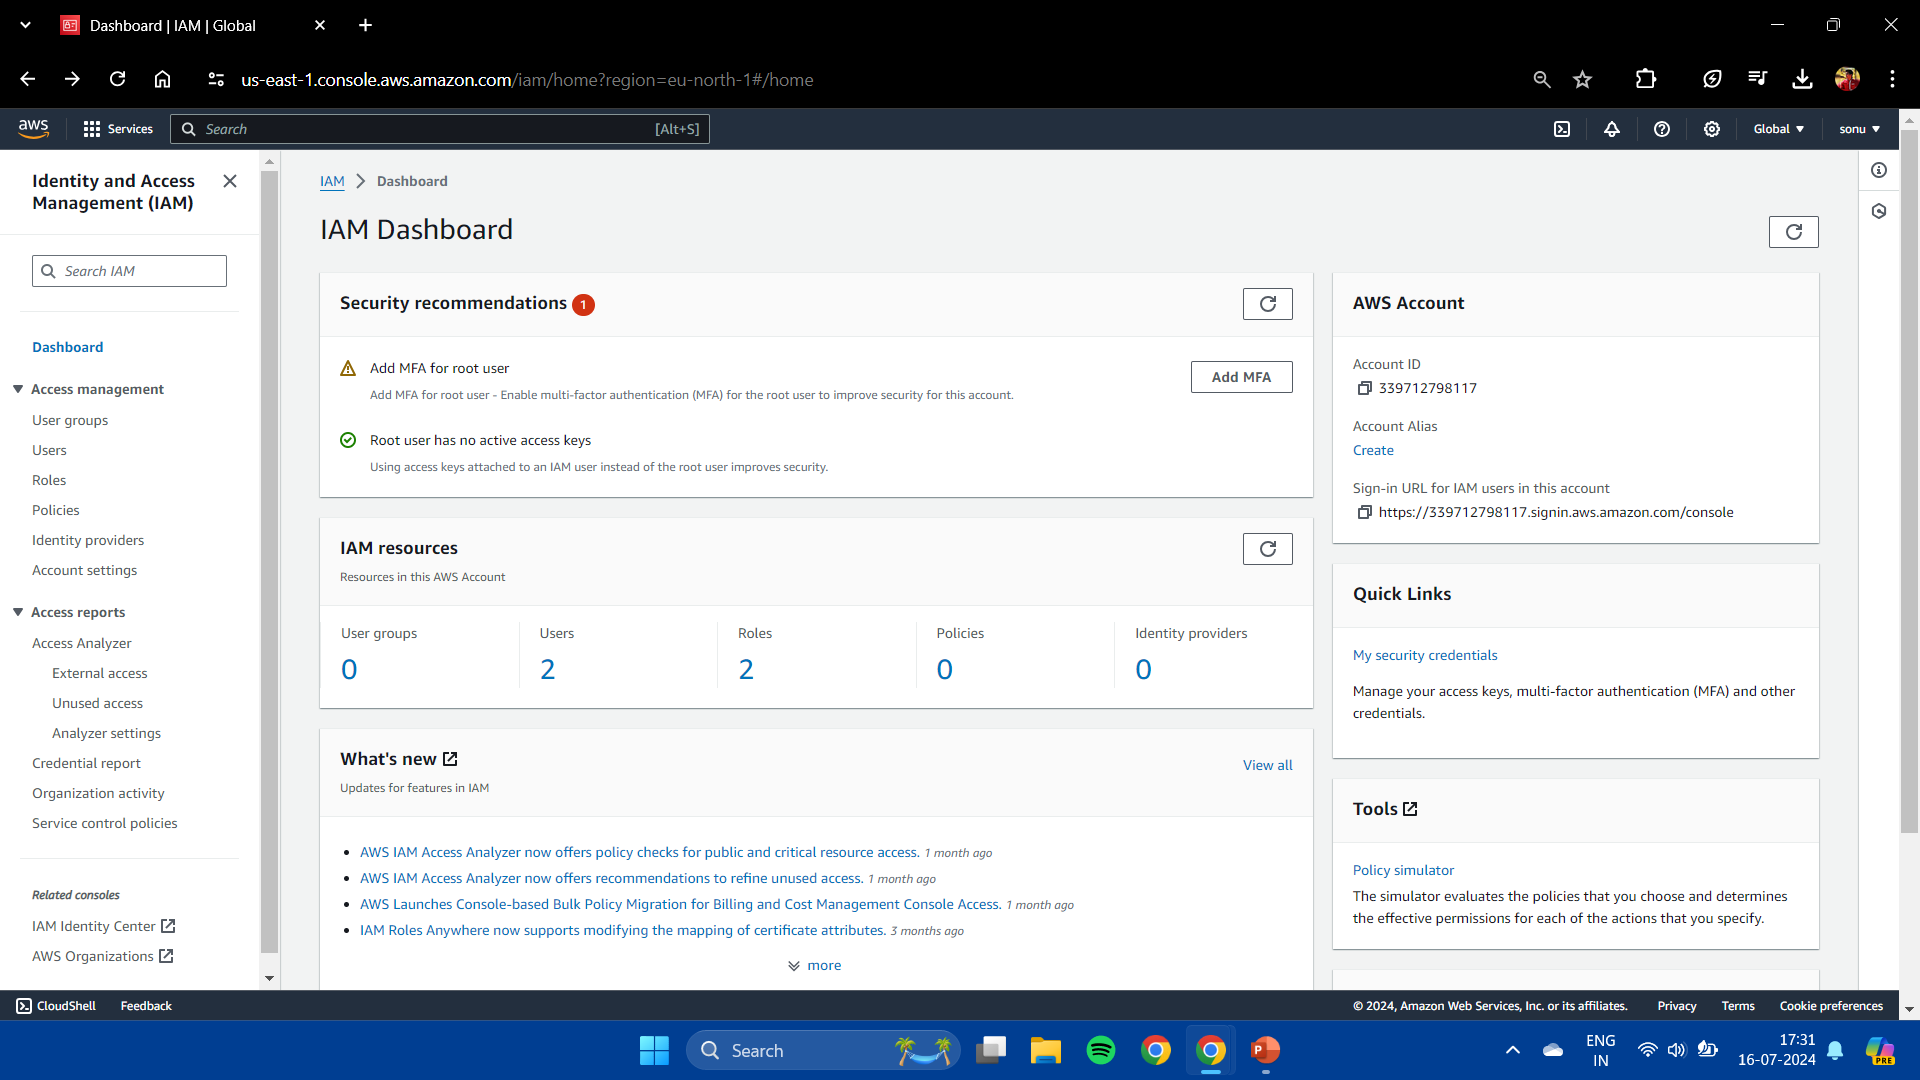 Dashboard | IAM | Global
us-east-1.console.aws.amazon.com/iam/home?region=eu-north-1#/home
aws
Services
Search
[Alt+S]
Global
sonu
Identity and Access
Management (IAM)
Search IAM
Dashboard
Access management
User groups
Users
Roles
Policies
Identity providers
Account settings
Access reports
Access Analyzer
External access
Unused access
Analyzer settings
Credential report
Organization activity
Service control policies
Related consoles
IAM Identity Center
AWS Organizations
IAM
Dashboard
IAM Dashboard
Security recommendations 1
Add MFA for root user
Add MFA for root user - Enable multi-factor authentication (MFA) for the root user to improve security for this account.
Add MFA
Root user has no active access keys
Using access keys attached to an IAM user instead of the root user improves security.
IAM resources
Resources in this AWS Account
User groups
0
Users
2
Roles
2
Policies
0
Identity providers
0
What's new
Updates for features in IAM
View all
AWS IAM Access Analyzer now offers policy checks for public and critical resource access. 1 month ago
AWS IAM Access Analyzer now offers recommendations to refine unused access. 1 month ago
AWS Launches Console-based Bulk Policy Migration for Billing and Cost Management Console Access. 1 month ago
IAM Roles Anywhere now supports modifying the mapping of certificate attributes. 3 months ago
more
AWS Account
Account ID
339712798117
Account Alias
Create
Sign-in URL for IAM users in this account
https://339712798117.signin.aws.amazon.com/console
Quick Links
My security credentials
Manage your access keys, multi-factor authentication (MFA) and other
credentials.
Tools
Policy simulator
The simulator evaluates the policies that you choose and determines
the effective permissions for each of the actions that you specify.
CloudShell
Feedback
© 2024, Amazon Web Services, Inc. or its affiliates.
Privacy
Terms
Cookie preferences
Search
P
ENG
IN
17:31
16-07-2024
PRE